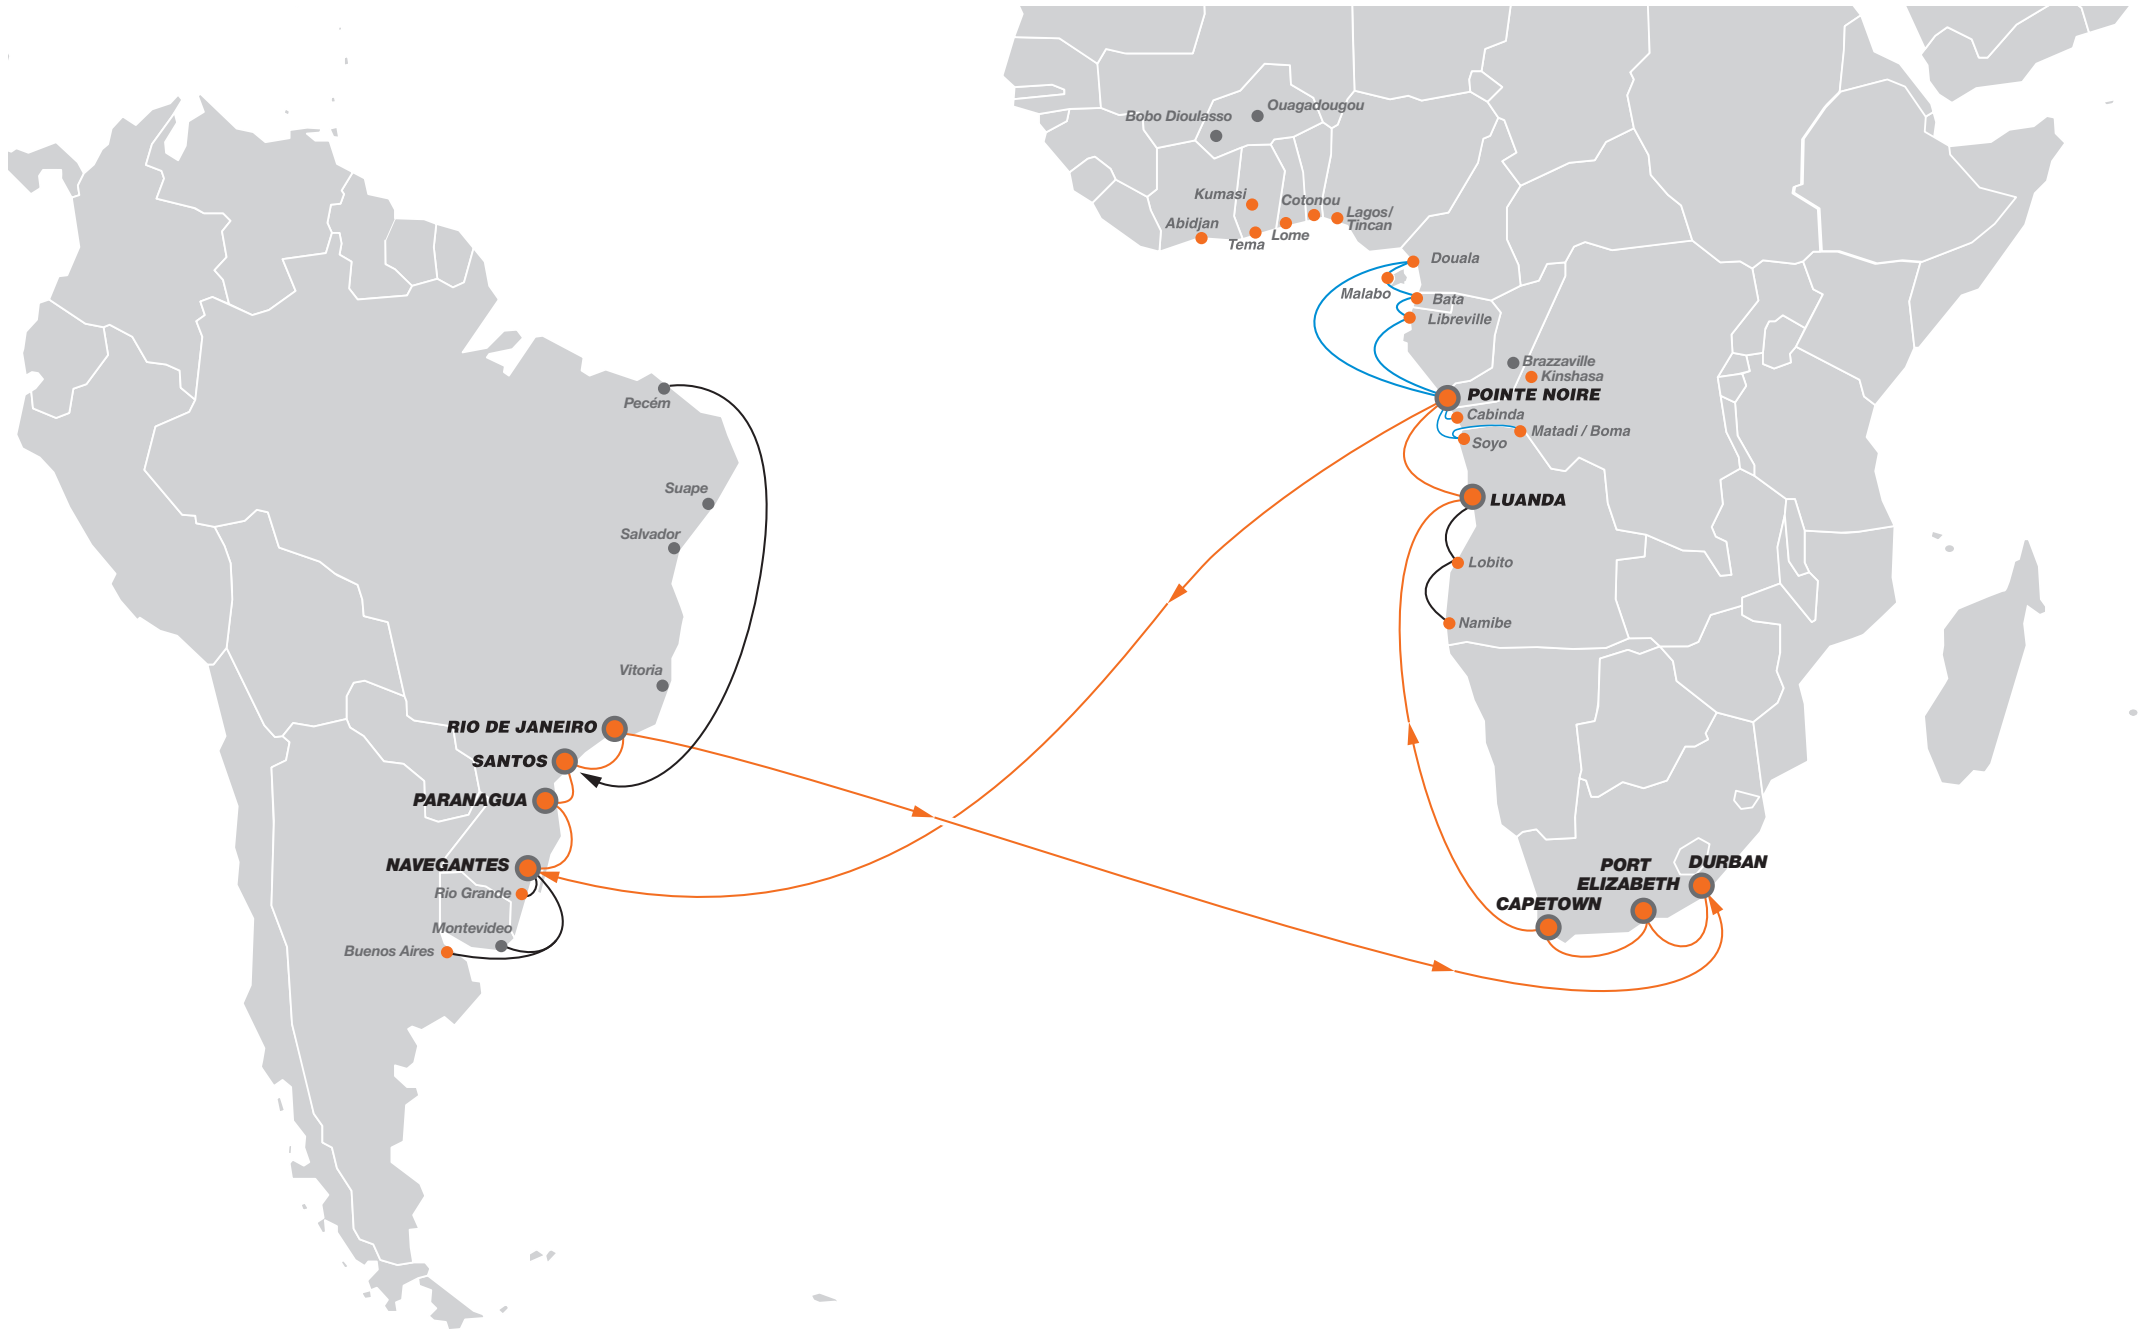 Ouagadougou
Bobo Dioulasso
Kumasi
Cotonou
Lagos/
Tincan
Abidjan
Tema
Lome
Douala
Malabo
Bata
Libreville
Brazzaville
Kinshasa
POINTE NOIRE
Cabinda
Matadi / Boma
Soyo
LUANDA
Lobito
Namibe
Pecém
Suape
Salvador
Vitoria
RIO DE JANEIRO
SANTOS
PARANAGUA
NAVEGANTES
Rio Grande
Montevideo
Buenos Aires
PORT
ELIZABETH
DURBAN
CAPETOWN